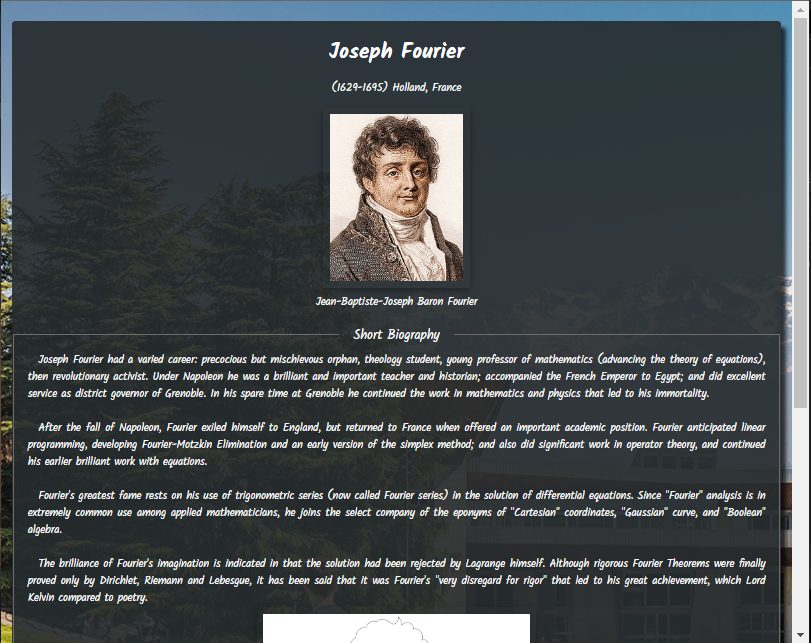 Joseph Fourier
(1629-1695) Holland, France
Jean-Baptiste-Joseph Baron Fourier
Short Biography
Joseph Fourier had a varied career: precocious but mischievous orphan, theology student, young professor of mathematics (advancing the theory of equations),
then revolutionary activist. Under Napoleon he was a brilliant and important teacher and historian; accompanied the French Emperor to Egypt; and did excellent
service as district governor of Grenoble. In his spare time at Grenoble he continued the work in mathematics and physics that led to his immortality.
After the fall of Napoleon, Fourier exiled himself to England, but returned to France when offered an important academic position. Fourier anticipated linear
programming, developing Fourier-Motzkin Elimination and an early version of the simplex method; and also did significant work in operator theory, and continued
his earlier brilliant work with equations.
Fourier's greatest fame rests on his use of trigonometric series (now called Fourier series) in the solution of differential equations. Since "Fourier" analysis is in
extremely common use among applied mathematicians, he joins the select company of the eponyms of "Cartesian" coordinates, "Gaussian" curve, and "Boolean"
algebra.
The brilliance of Fourier's imagination is indicated in that the solution had been rejected by Lagrange himself. Although rigorous Fourier Theorems were finally
proved only by Dirichlet, Riemann and Lebesgue, it has been said that it was Fourier's "very disregard for rigor" that led to his great achievement, which Lord
Kelvin compared to poetry.